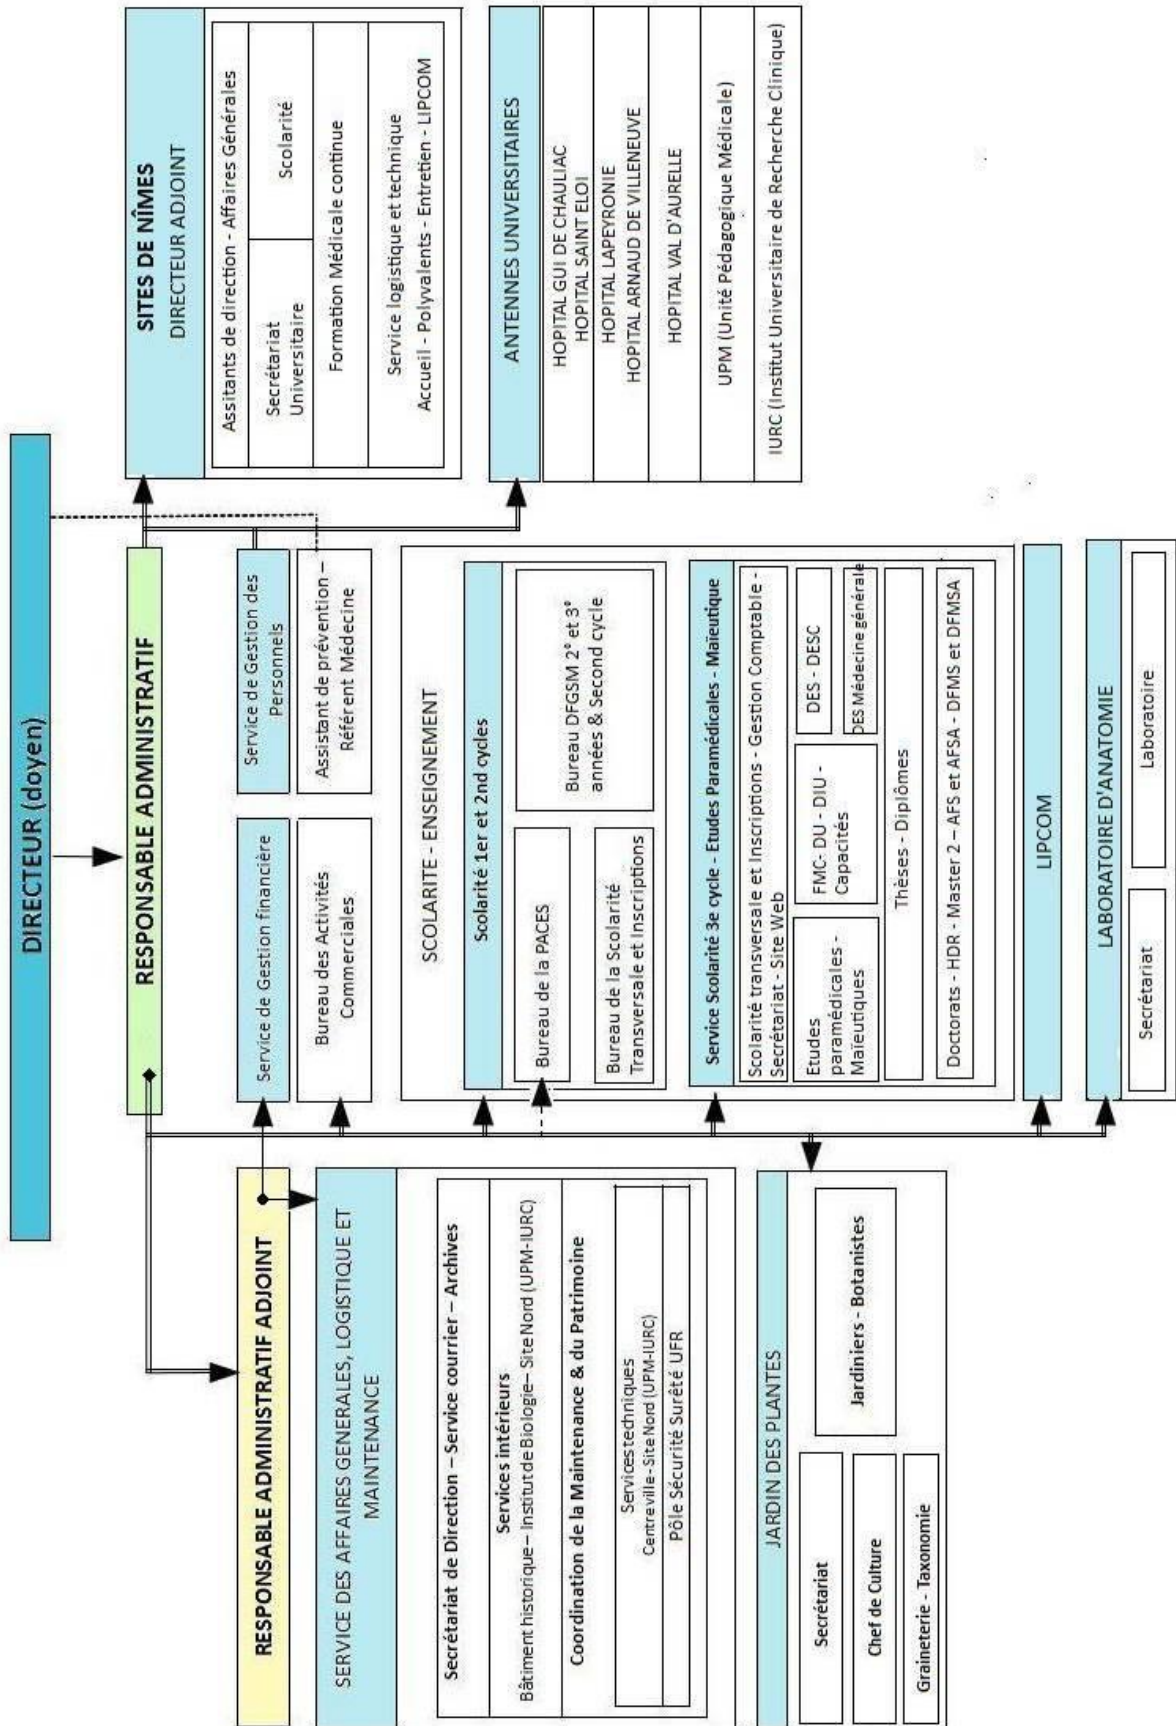 DIRECTEUR (doyen)
RESPONSABLE ADMINISTRATIF
RESPONSABLE ADMINISTRATIF ADJOINT
SERVICE DES AFFAIRES GENERALES, LOGISTIQUE ET
MAINTENANCE
Secrétariat de Direction – Service courrier – Archives
Services intérieurs
Bâtiment historique – Institut de Biologie – Site Nord (UPM-IURC)
Coordination de la Maintenance & du Patrimoine
Services techniques
Centre ville - Site Nord (UPM-IURC)
Pôle Sécurité Surêté UFR
JARDIN DES PLANTES
Secrétariat
Chef de Culture
Graineterie - Taxonomie
Jardiniers - Botanistes
Service de Gestion financière
Bureau des Activités
Commerciales
Service de Gestion des
Personnels
Assistant de prévention –
Référent Médecine
SCOLARITE - ENSEIGNEMENT
Scolarité 1er et 2nd cycles
Bureau de la PACES
Bureau de la Scolarité
Transversale et Inscriptions
Bureau DFGSM 2° et 3°
années & Second cycle
Service Scolarité 3e cycle - Etudes Paramédicales - Maïeutique
Scolarité transversale et Inscriptions - Gestion Comptable -
Secrétariat - Site Web
Etudes
paramédicales -
Maïeutiques
FMC- DU - DIU -
Capacités
DES - DESC
DES Médecine générale
Thèses - Diplômes
Doctorats - HDR - Master 2 – AFS et AFSA - DFMS et DFMSA
LIPCOM
LABORATOIRE D'ANATOMIE
Secrétariat
Laboratoire
SITES DE NÎMES
DIRECTEUR ADJOINT
Assitants de direction - Affaires Générales
Secrétariat
Universitaire
Scolarité
Formation Médicale continue
Service logistique et technique
Accueil - Polyvalents - Entretien - LIPCOM
ANTENNES UNIVERSITAIRES
HOPITAL GUI DE CHAULIAC
HOPITAL SAINT ELOI
HOPITAL LAPEYRONIE
HOPITAL ARNAUD DE VILLENEUVE
HOPITAL VAL D'AURELLE
UPM (Unité Pédagogique Médicale)
IURC (Institut Universitaire de Recherche Clinique)